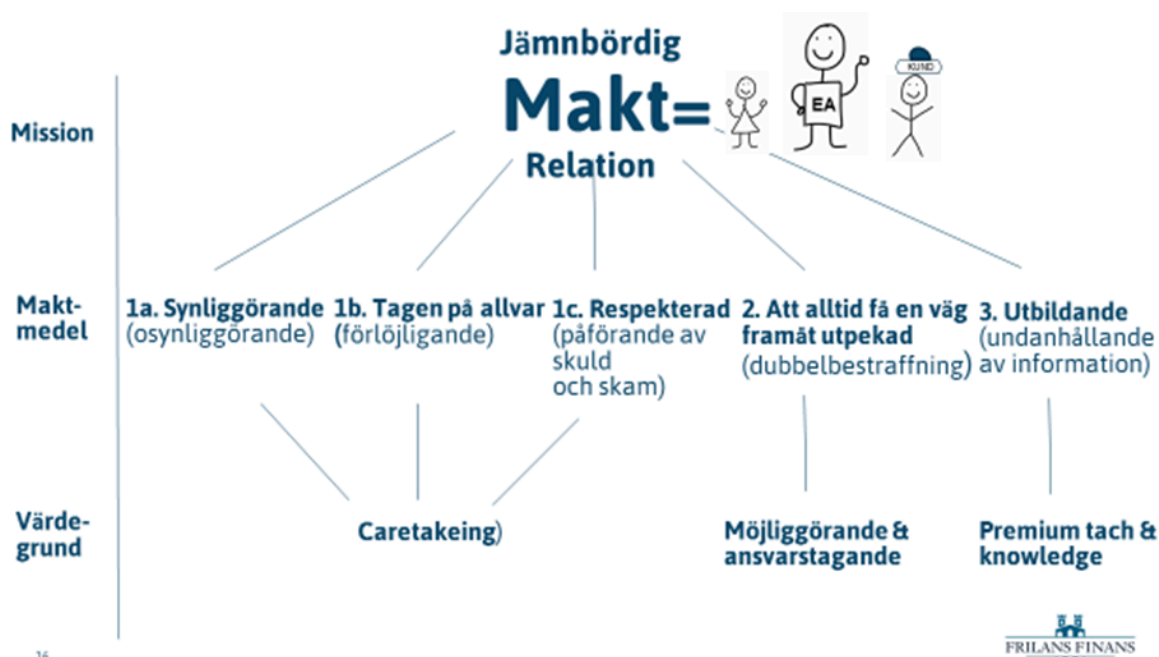 Jämnbördig
Makt=
Relation
EA
KUND
Mission
Makt-
medel
1a. Synliggörande
(osynliggörande)
1b. Tagen på allvar
(förlöjligande)
1c. Respekterad
(påförande av
skuld
och skam)
2. Att alltid få en väg
framåt utpekad
(dubbelbestraffning)
3. Utbildande
(undanhållande
av information)
Värde-
grund
Caretakeing)
Möjliggörande &
ansvarstagande
Premium tach &
knowledge
16
FRILANS FINANS